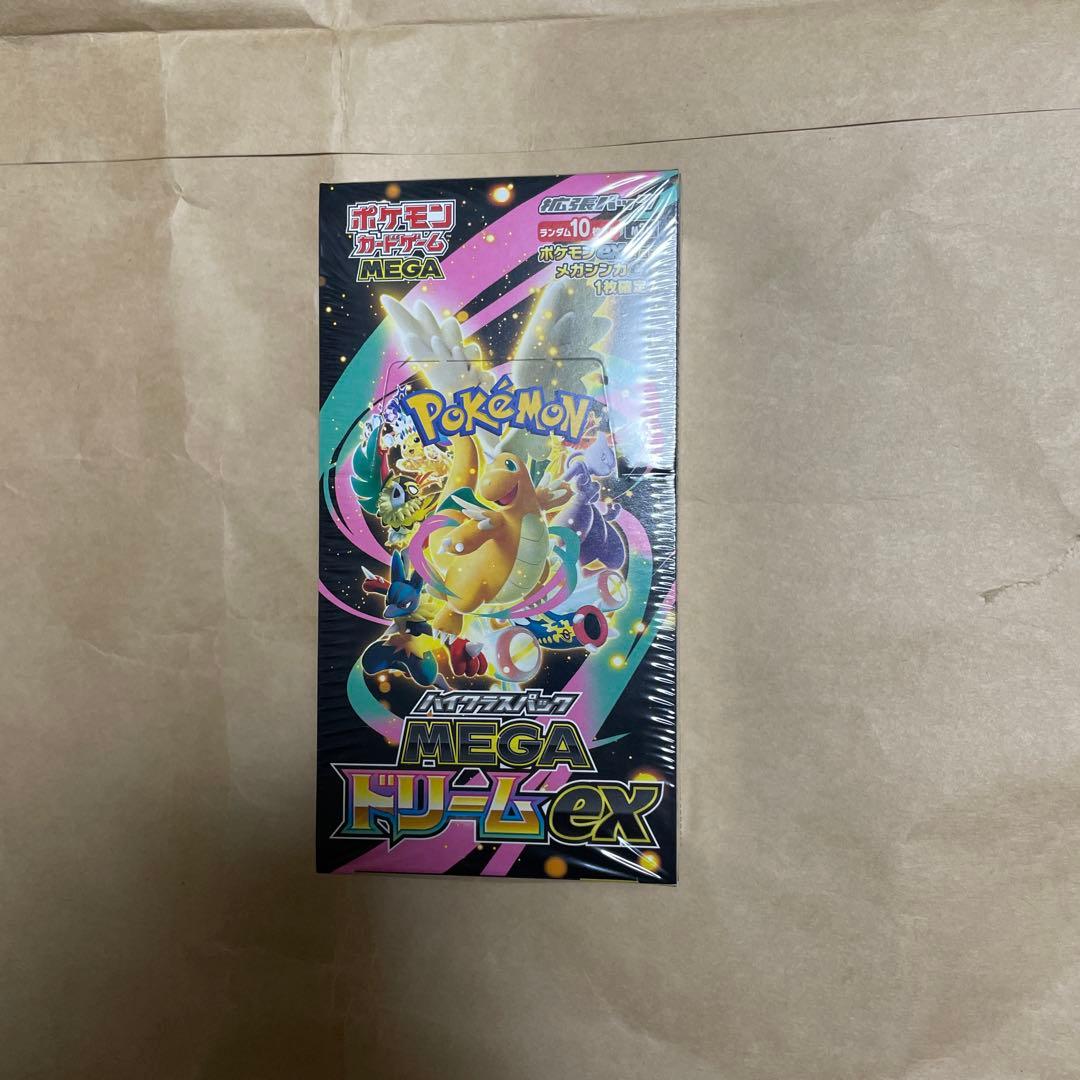 ポケモン
カードゲーム
MEGA
拡張パック
ランダム10
ポケモンex
メガシンカ
1枚確定
POKéMON
ハイクラスパック
MEGA
ドリームex